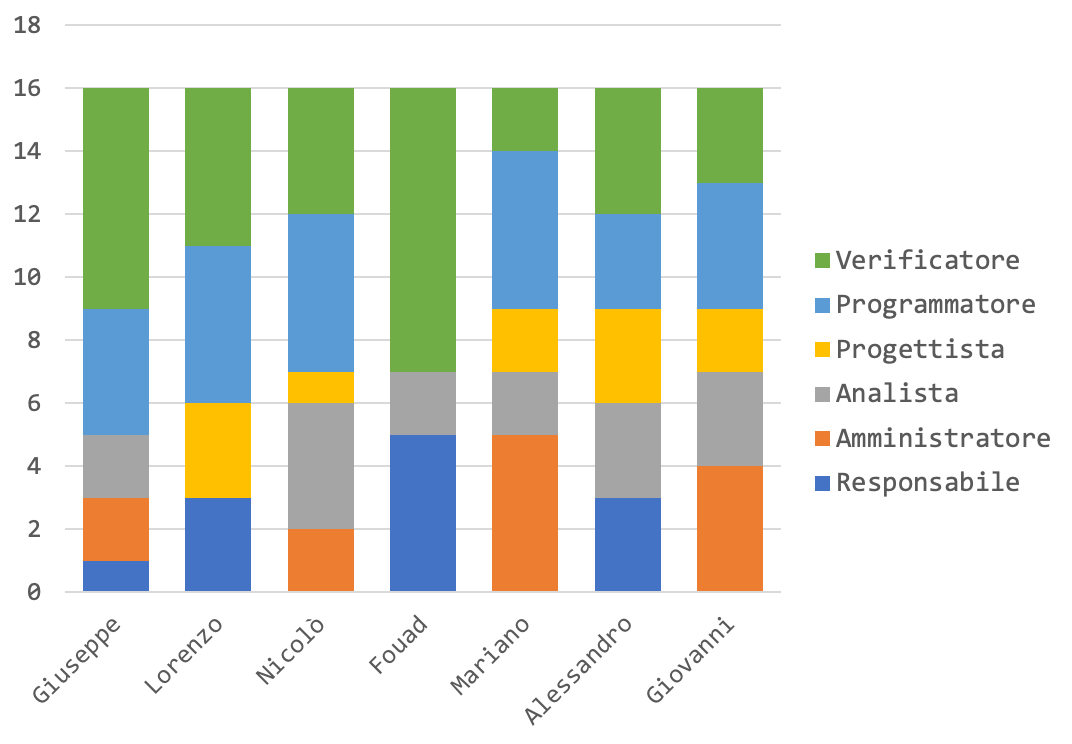 18
16
14
12
10
8
6
4
2
0
Giuseppe
Lorenzo
Nicolò
Fouad
Mariano
Alessandro
Giovanni
Verificatore
Programmatore
Progettista
Analista
Amministratore
Responsabile